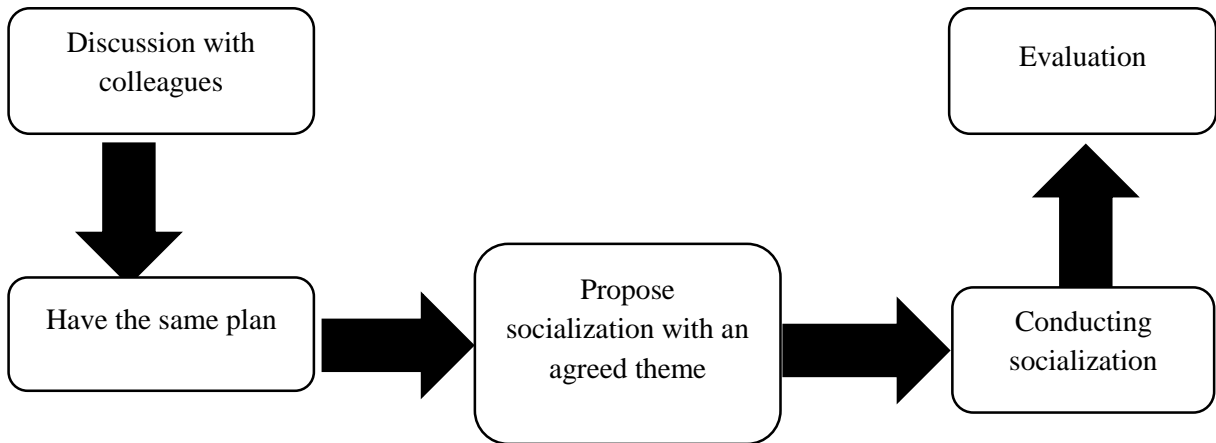 Discussion with
colleagues
Have the same plan
Propose
socialization with an
agreed theme
Conducting
socialization
Evaluation